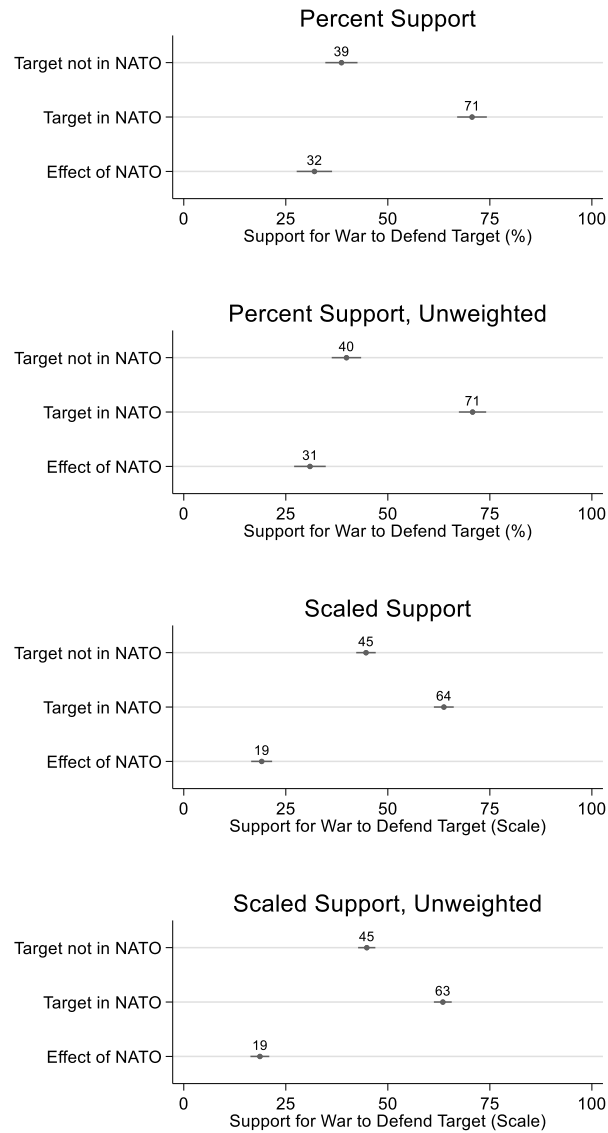 Percent Support
39
Target not in NATO
71
Target in NATO
32
Effect of NATO
0 25 50 75 100
Support for War to Defend Target (%)
Percent Support, Unweighted
40
Target not in NATO
71
Target in NATO
31
Effect of NATO
0 25 50 75 100
Support for War to Defend Target (%)
Scaled Support
45
Target not in NATO
64
Target in NATO
19
Effect of NATO
0 25 50 75 100
Support for War to Defend Target (Scale)
Scaled Support, Unweighted
45
Target not in NATO
63
Target in NATO
19
Effect of NATO
0 25 50 75 100
Support for War to Defend Target (Scale)